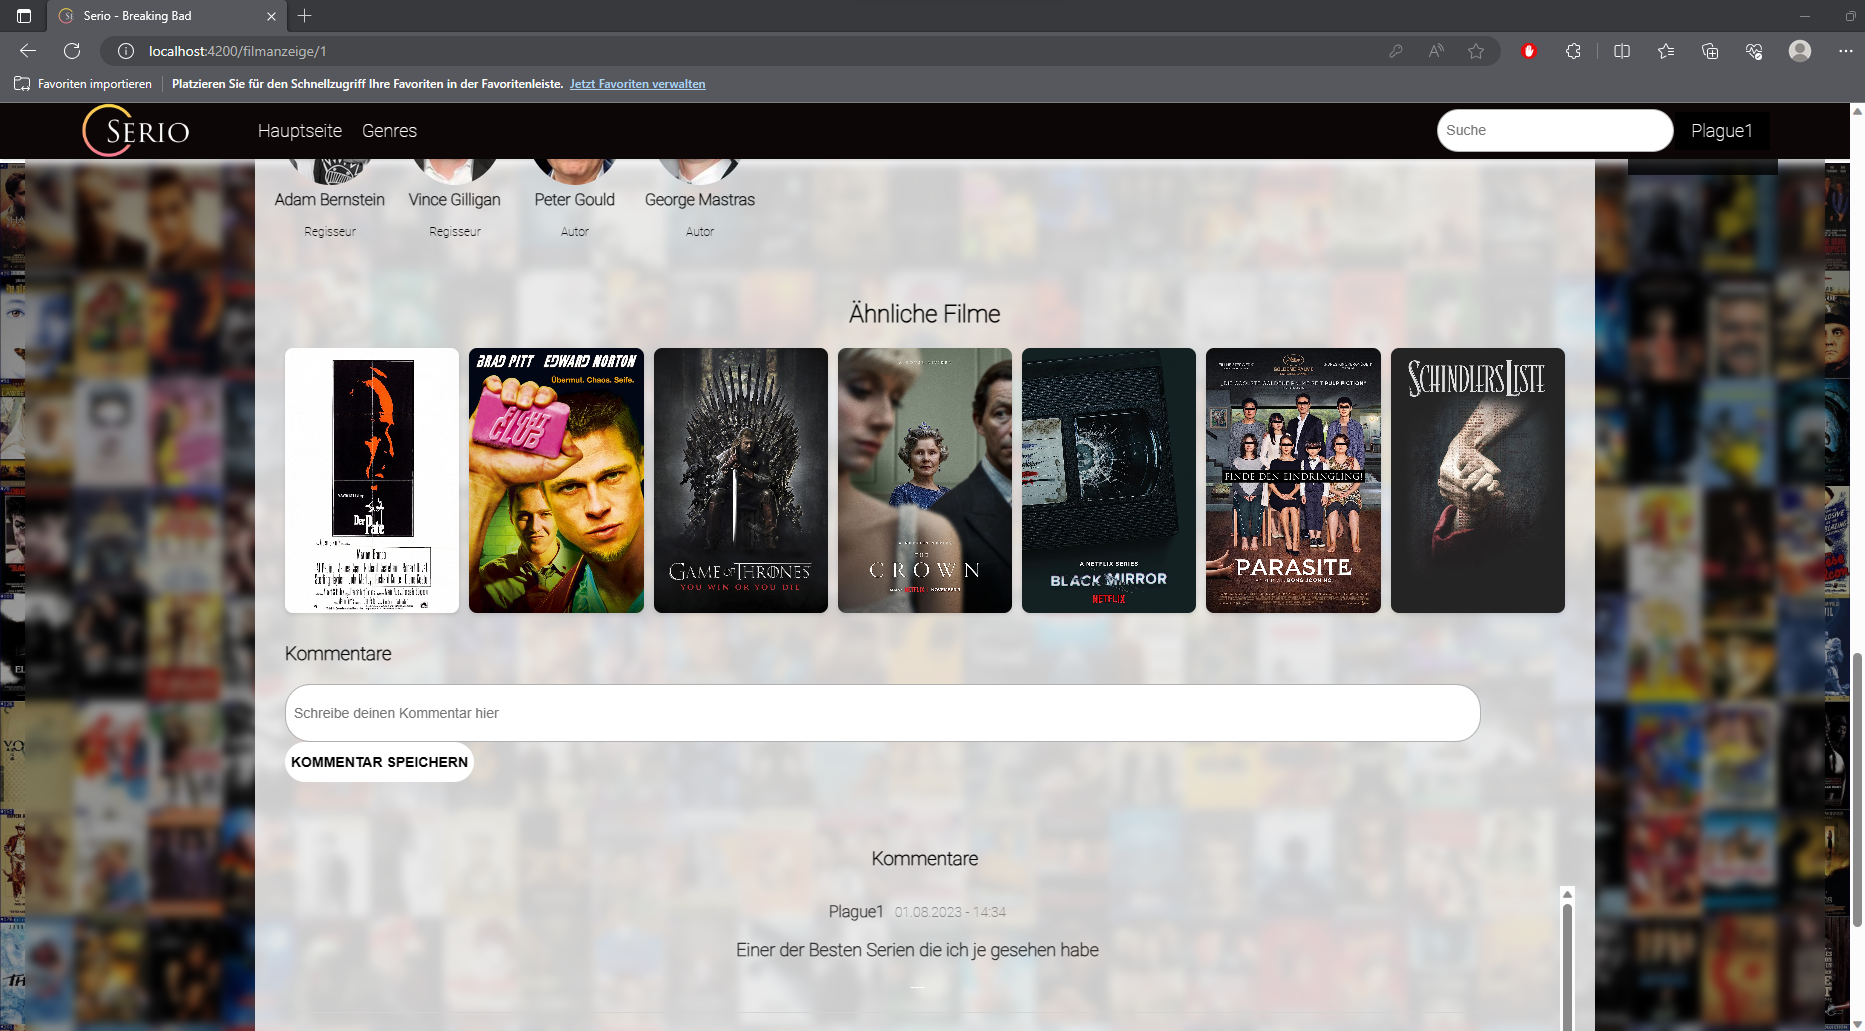 Serio - Breaking Bad
localhost:4200/filmanzeige/1
Favoriten importieren
Platzieren Sie für den Schnellzugriff Ihre Favoriten in der Favoritenleiste. Jetzt Favoriten verwalten
SERIO
Hauptseite
Genres
Suche
Plague1
Adam Bernstein
Vince Gilligan
Peter Gould
George Mastras
Regisseur
Regisseur
Autor
Autor
Ähnliche Filme
Der Pate
BRAD PITT EDWARD NORTON
Übermut. Chaos. Seife.
FIGHT CLUB
GAME OF THRONES
YOU WIN OR YOU DIE
THE CROWN
A NETFLIX SERIES
BLACK MIRROR
NETFLIX
FINDE DEN EINDRINGLING!
PARASITE
SCHINDLERS LISTE
Kommentare
Schreibe deinen Kommentar hier
KOMMENTAR SPEICHERN
Kommentare
Plague1 01.08.2023 - 14:34
Einer der Besten Serien die ich je gesehen habe